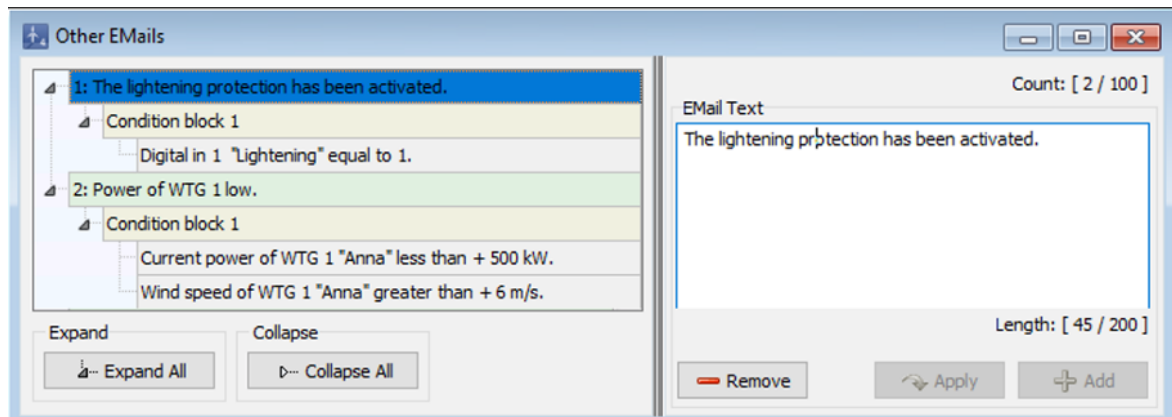 Other EMails
1: The lightening protection has been activated.
Condition block 1
Digital in 1 "Lightening" equal to 1.
2: Power of WTG 1 low.
Condition block 1
Current power of WTG 1 "Anna" less than + 500 kW.
Wind speed of WTG 1 "Anna" greater than + 6 m/s.
Expand
Expand All
Collapse
Collapse All
Count: [ 2 / 100 ]
EMail Text
The lightening protection has been activated.
Length: [ 45 / 200 ]
Remove
Apply
Add